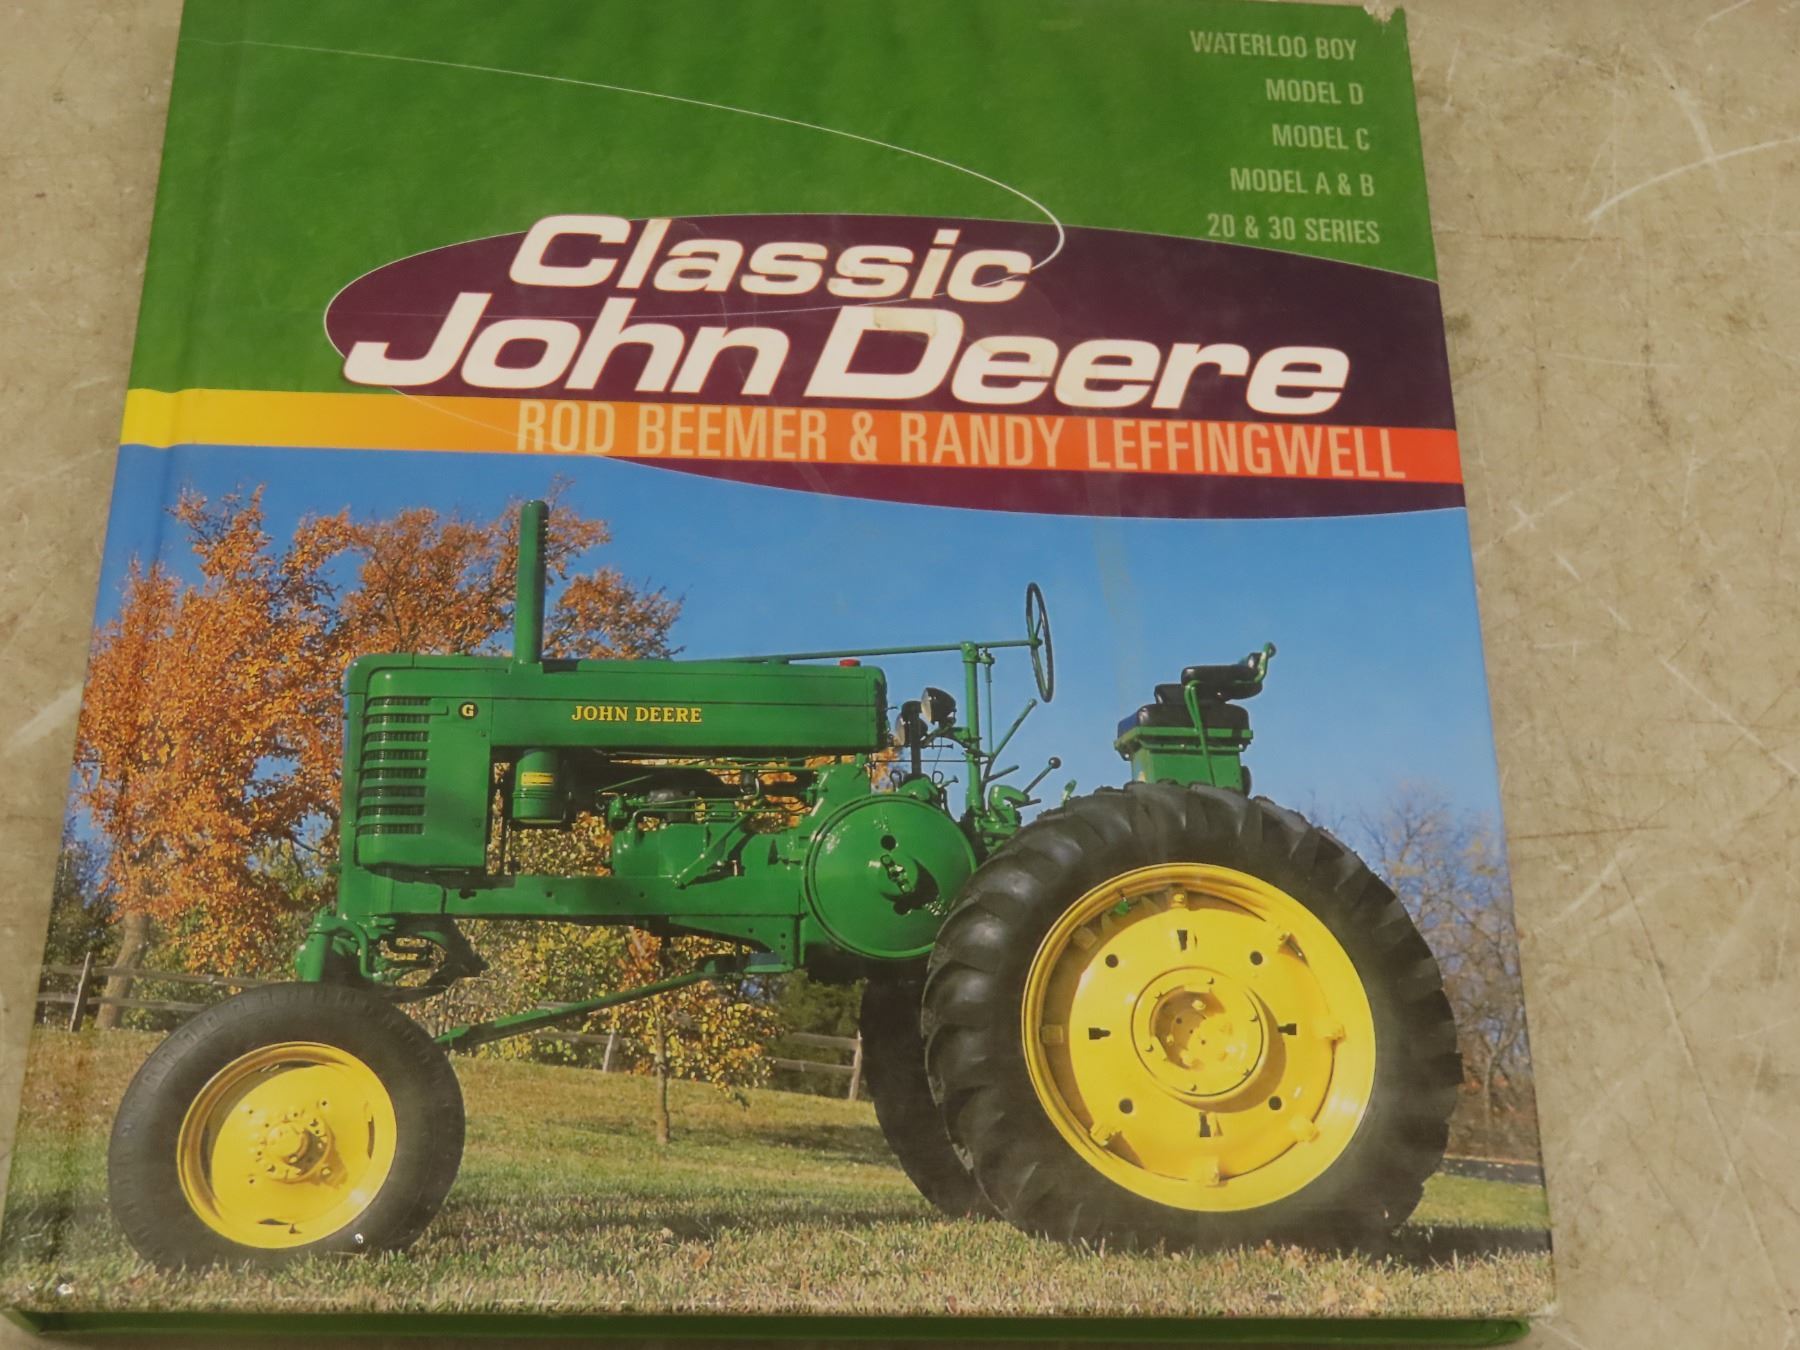 WATERLOO BOY
MODEL D
MODEL C
MODEL A & B
20 & 30 SERIES
Classic
John Deere
ROD BEEMER & RANDY LEFFINGWELL
G
JOHN DEERE